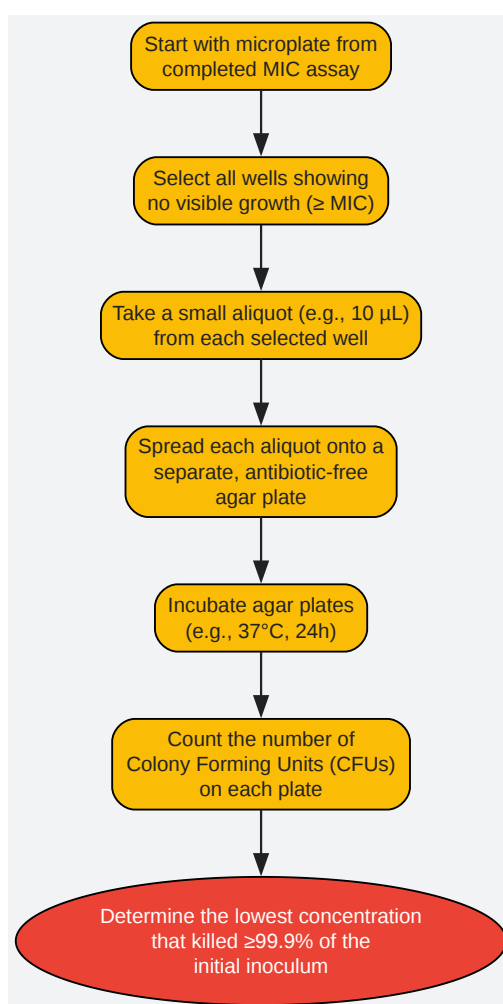 Start with microplate from
completed MIC assay
Select all wells showing
no visible growth (≥ MIC)
Take a small aliquot (e.g., 10 µL)
from each selected well
Spread each aliquot onto a
separate, antibiotic-free
agar plate
Incubate agar plates
(e.g., 37°C, 24h)
Count the number of
Colony Forming Units (CFUs)
on each plate
Determine the lowest concentration
that killed ≥99.9% of the
initial inoculum